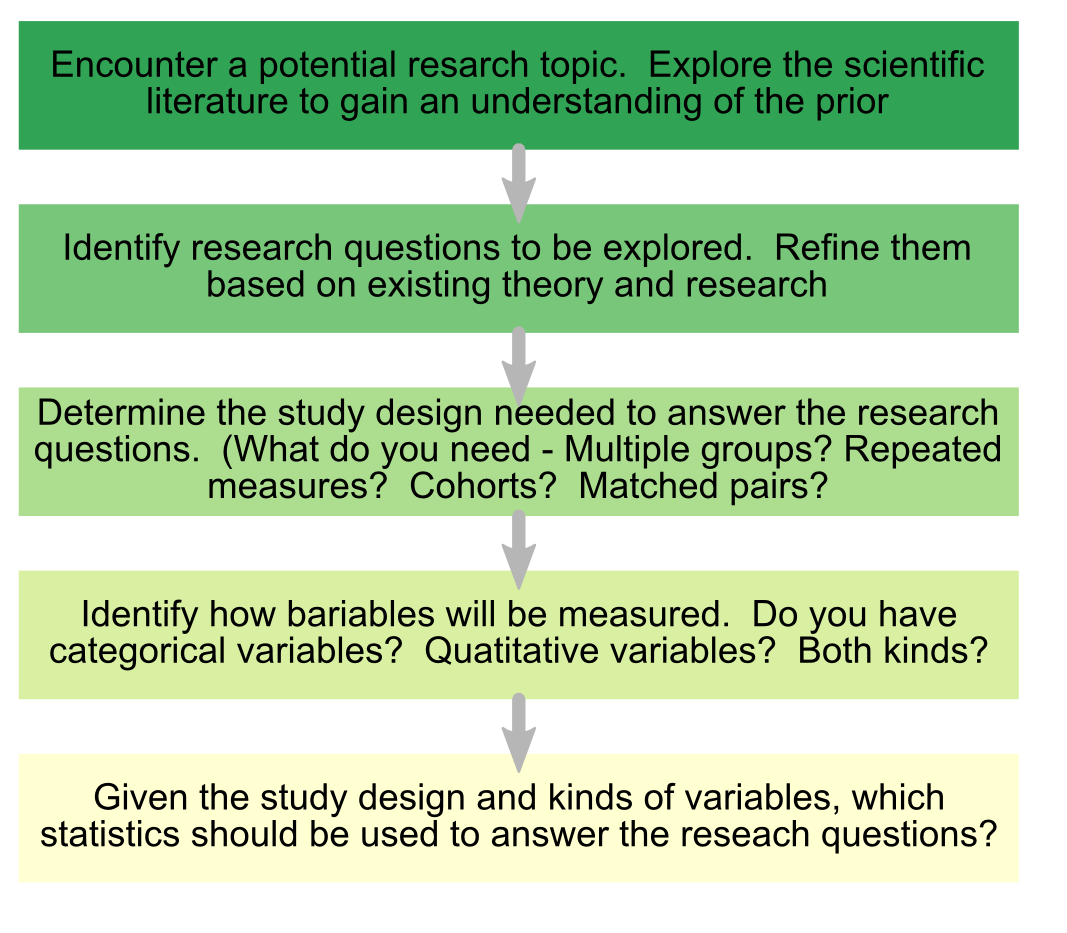 Encounter a potential resarch topic.  Explore the scientific
literature to gain an understanding of the prior
Identify research questions to be explored.  Refine them
based on existing theory and research
Determine the study design needed to answer the research
questions.  (What do you need - Multiple groups? Repeated
measures?  Cohorts?  Matched pairs?
Identify how bariables will be measured.  Do you have
categorical variables?  Quatitative variables?  Both kinds?
Given the study design and kinds of variables, which
statistics should be used to answer the reseach questions?